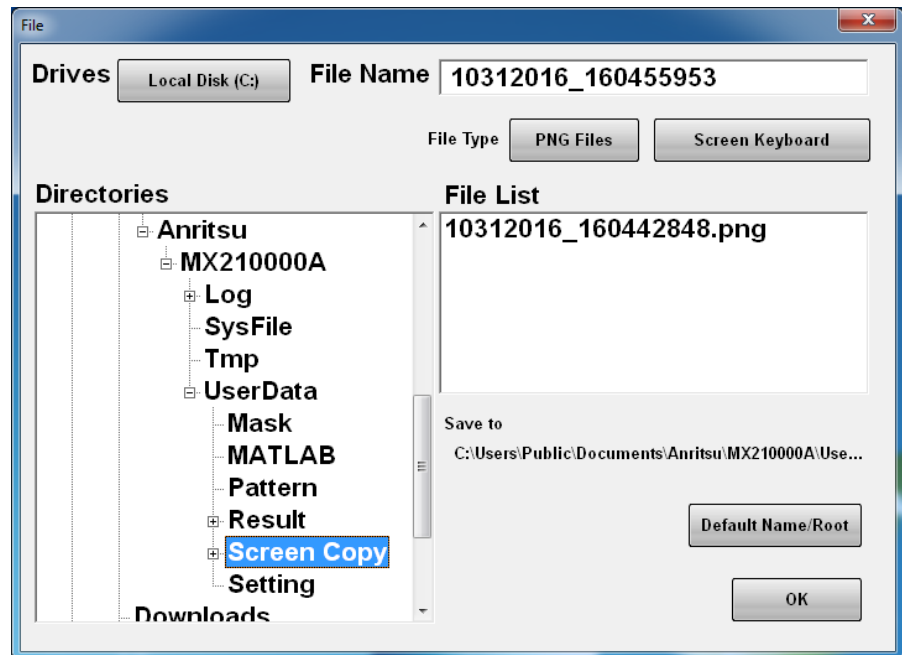 File
Drives Local Disk (C:) File Name 10312016_160455953
File Type PNG Files Screen Keyboard
Directories
Anritsu
MX210000A
Log
SysFile
Tmp
UserData
Mask
MATLAB
Pattern
Result
Screen Copy
Setting
Downloads
File List
10312016_160442848.png
Save to
C:\Users\Public\Documents\Anritsu\MX210000A\Use...
Default Name/Root
OK